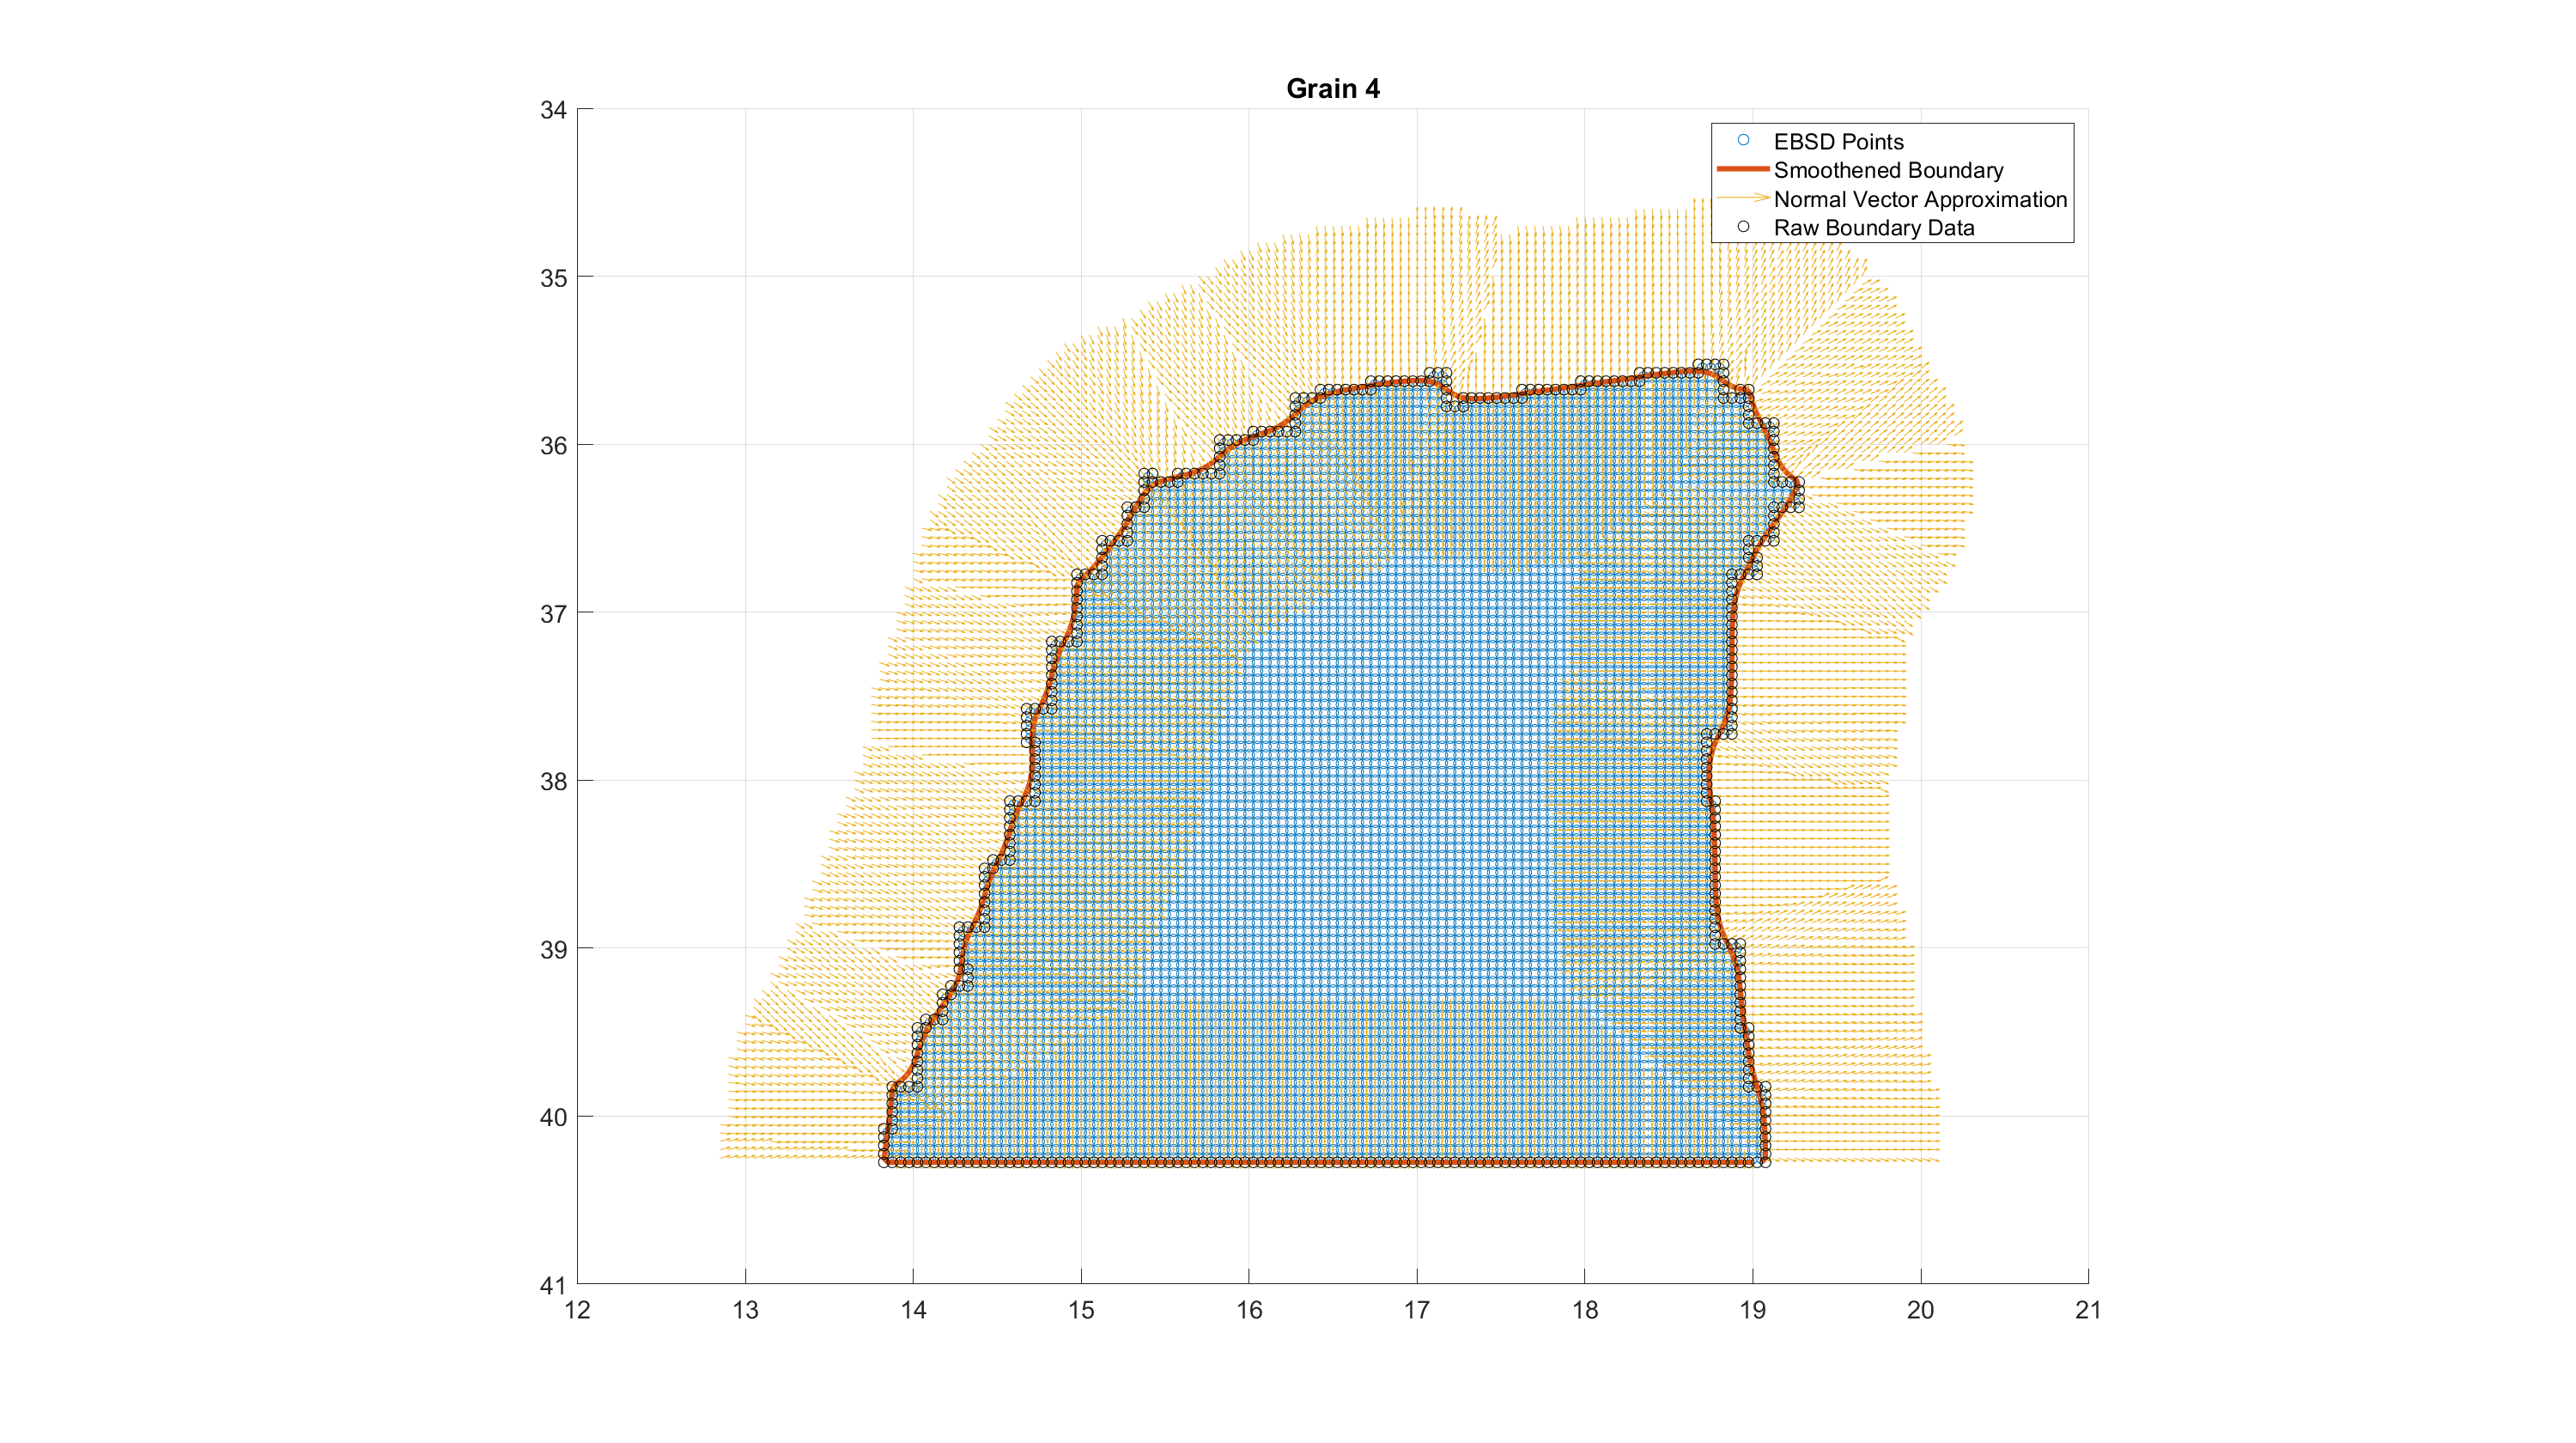 Grain 4
EBSD Points
Smoothened Boundary
Normal Vector Approximation
Raw Boundary Data
34
35
36
37
38
39
40
41
12 13 14 15 16 17 18 19 20 21